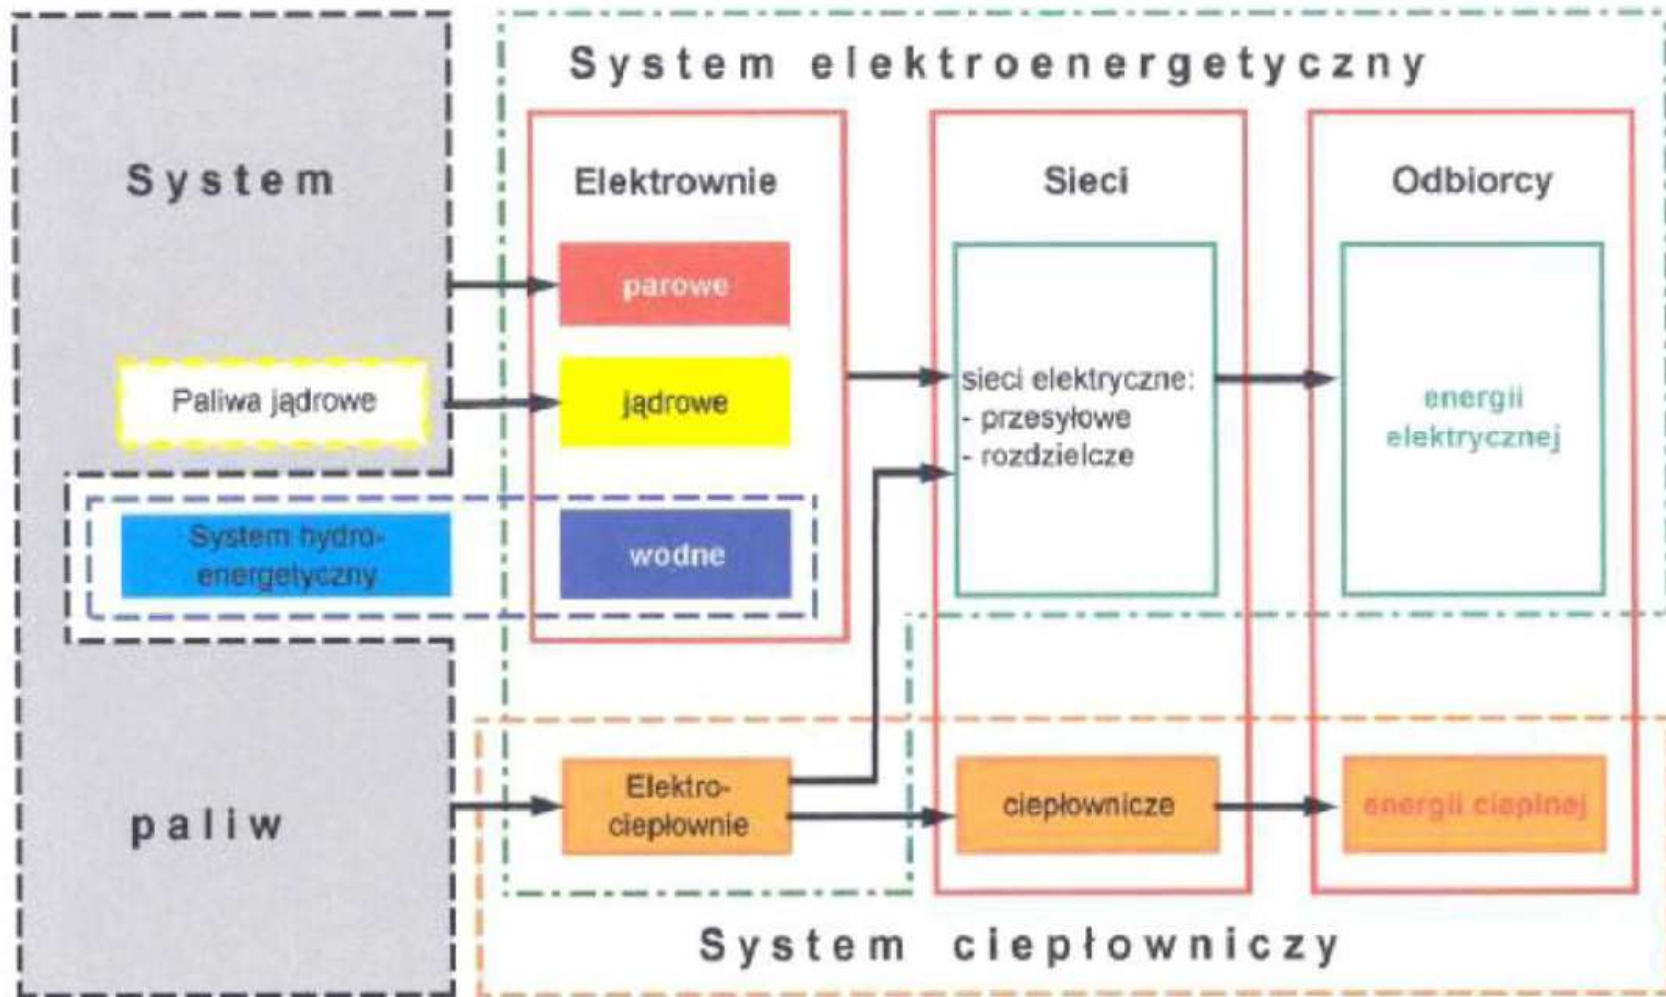 System elektroenergetyczny
System
Elektrownie
Sieci
Odbiorcy
parowe
Paliwa jądrowe
jądrowe
sieci elektryczne:
- przesyłowe
- rozdzielcze
energii
elektrycznej
System hydro-
energetyczny
wodne
paliw
Elektro-
ciepłownie
ciepłownicze
energii cieplnej
System ciepłowniczy